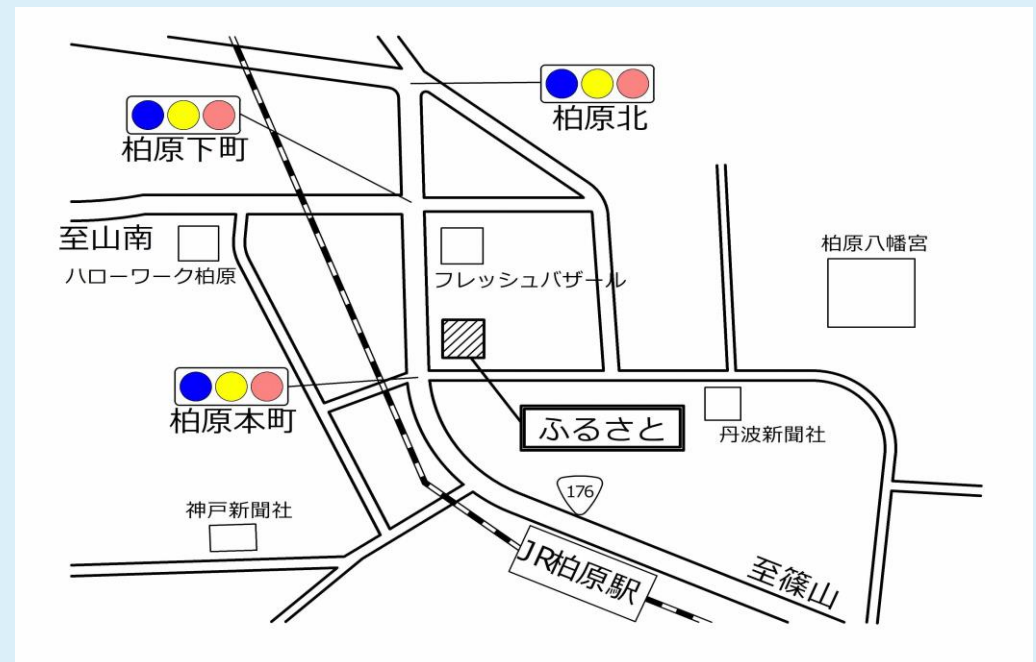 柏原北
柏原下町
至山南
ハローワーク柏原
フレッシュバザール
柏原八幡宮
柏原本町
ふるさと
丹波新聞社
神戸新聞社
176
JR柏原駅
至篠山